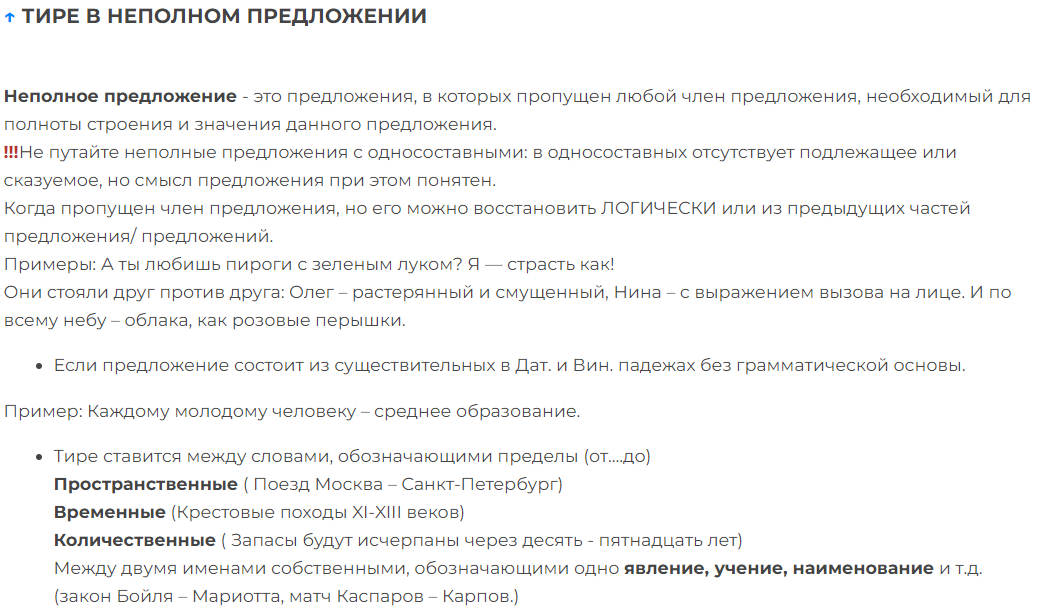 ↑ ТИРЕ В НЕПОЛНОМ ПРЕДЛОЖЕНИИ
Неполное предложение - это предложения, в которых пропущен любой член предложения, необходимый для
полноты строения и значения данного предложения.
!!!Не путайте неполные предложения с односоставными: в односоставных отсутствует подлежащее или
сказуемое, но смысл предложения при этом понятен.
Когда пропущен член предложения, но его можно восстановить ЛОГИЧЕСКИ или из предыдущих частей
предложения/ предложений.
Примеры: А ты любишь пироги с зеленым луком? Я — страсть как!
Они стояли друг против друга: Олег – растерянный и смущенный, Нина – с выражением вызова на лице. И по
всему небу – облака, как розовые перышки.
• Если предложение состоит из существительных в Дат. и Вин. падежах без грамматической основы.
Пример: Каждому молодому человеку – среднее образование.
• Тире ставится между словами, обозначающими пределы (от....до)
Пространственные ( Поезд Москва – Санкт-Петербург)
Временные (Крестовые походы XI-XIII веков)
Количественные ( Запасы будут исчерпаны через десять - пятнадцать лет)
Между двумя именами собственными, обозначающими одно явление, учение, наименование и т.д.
(закон Бойля – Мариотта, матч Каспаров – Карпов.)